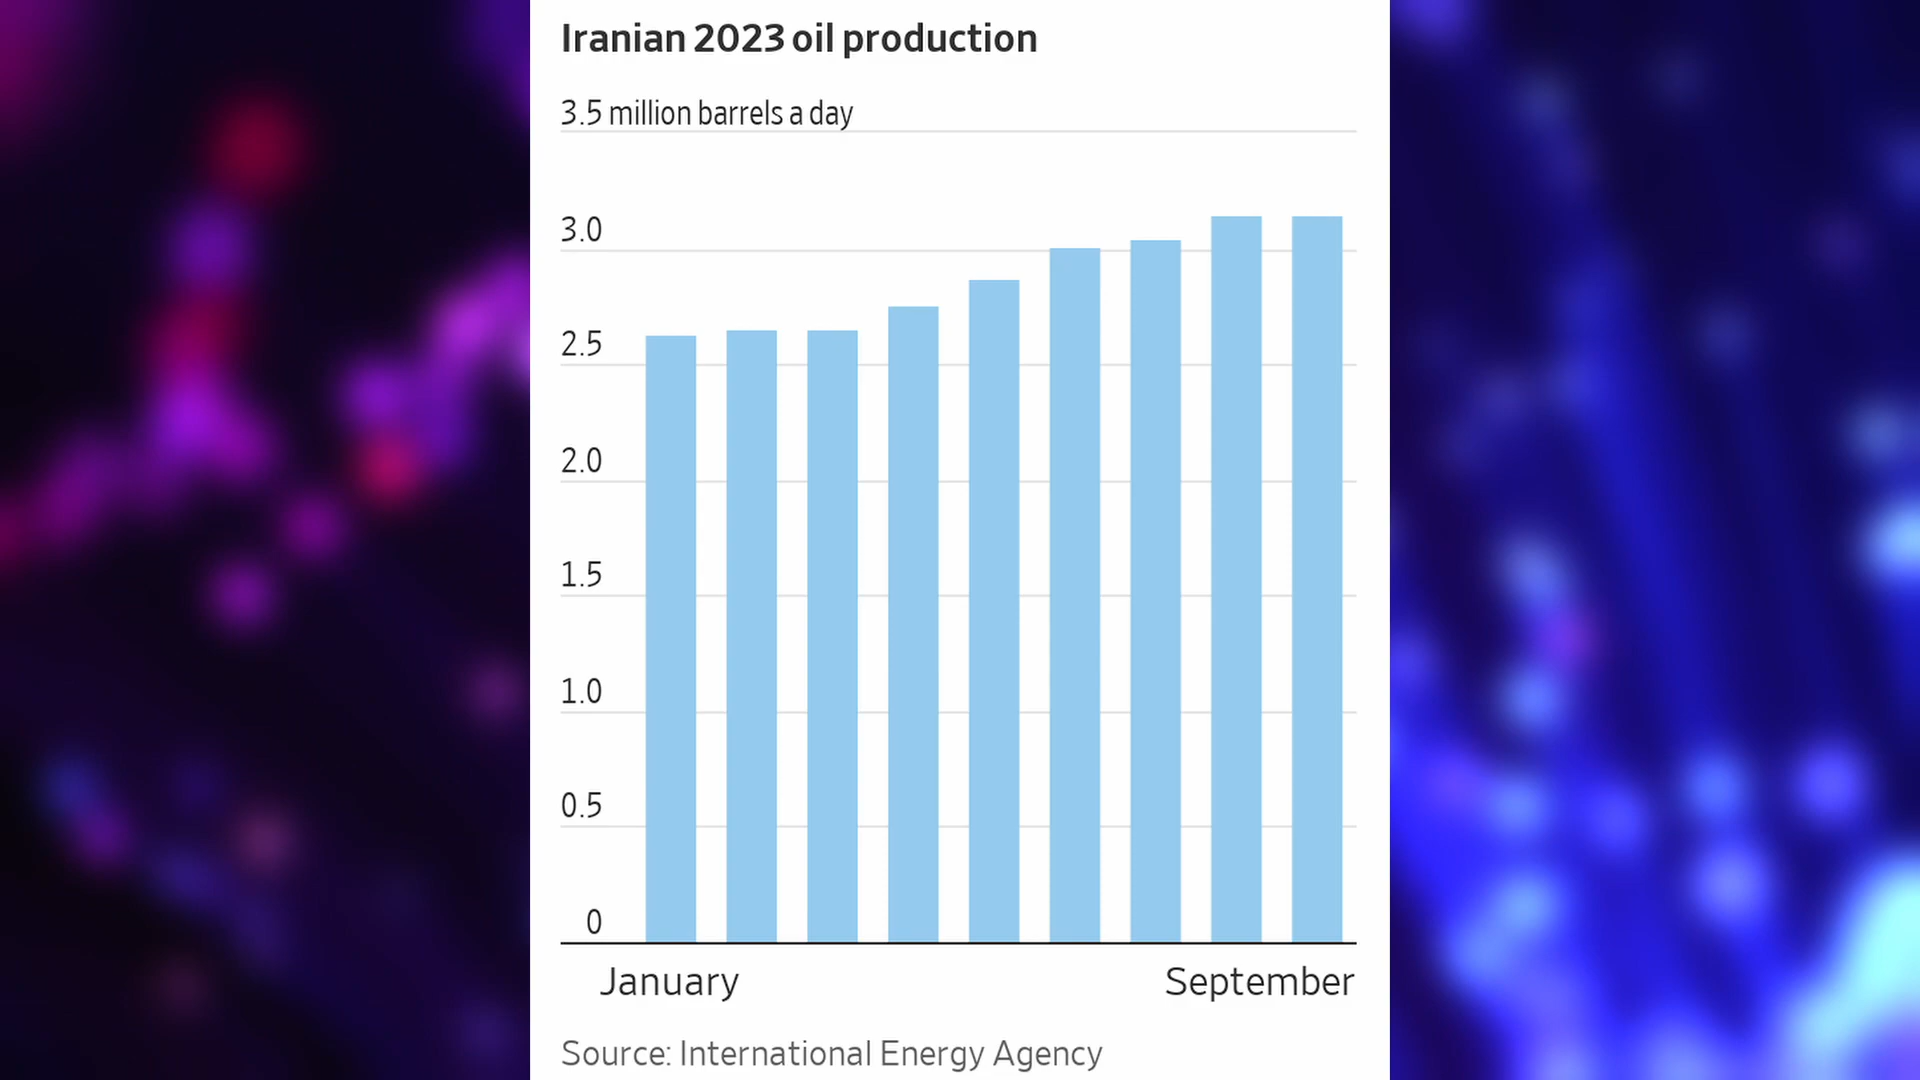 Iranian 2023 oil production
3.5 million barrels a day
3.0
2.5
2.0
1.5
1.0
0.5
0
January September
Source: International Energy Agency